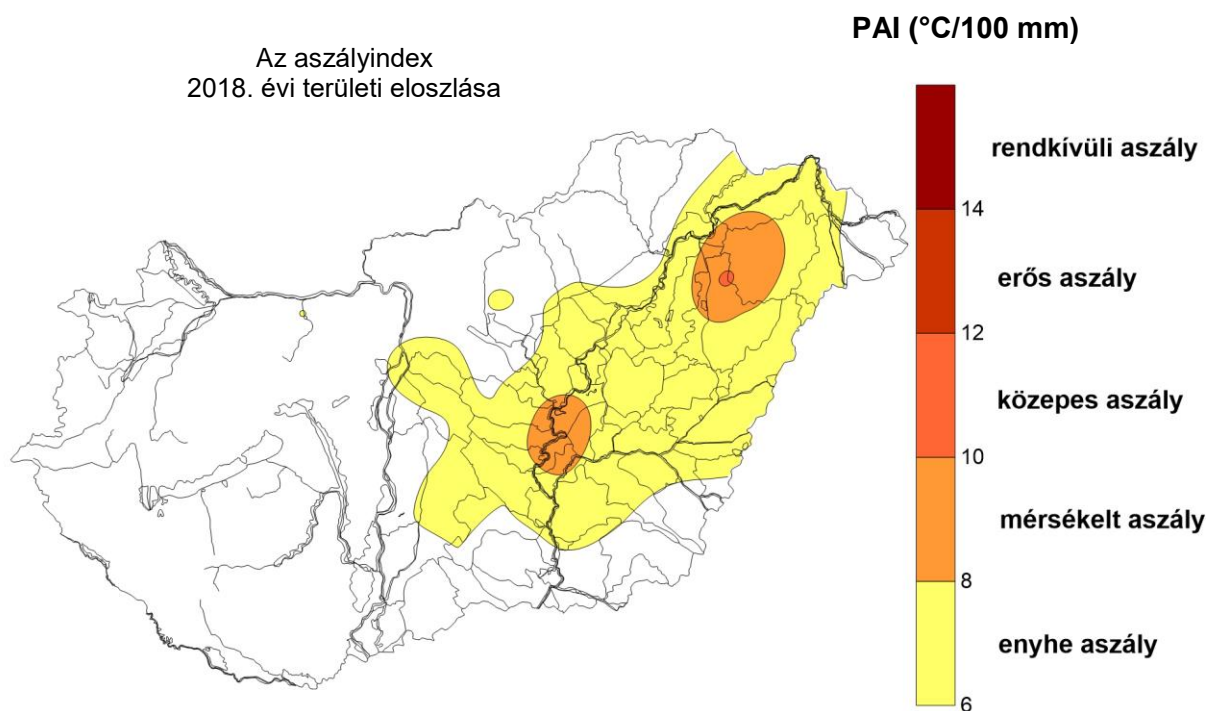 PAI (°C/100 mm)
Az aszályindex
2018. évi területi eloszlása
rendkívüli aszály
14
erős aszály
12
közepes aszály
10
mérsékelt aszály
8
enyhe aszály
6